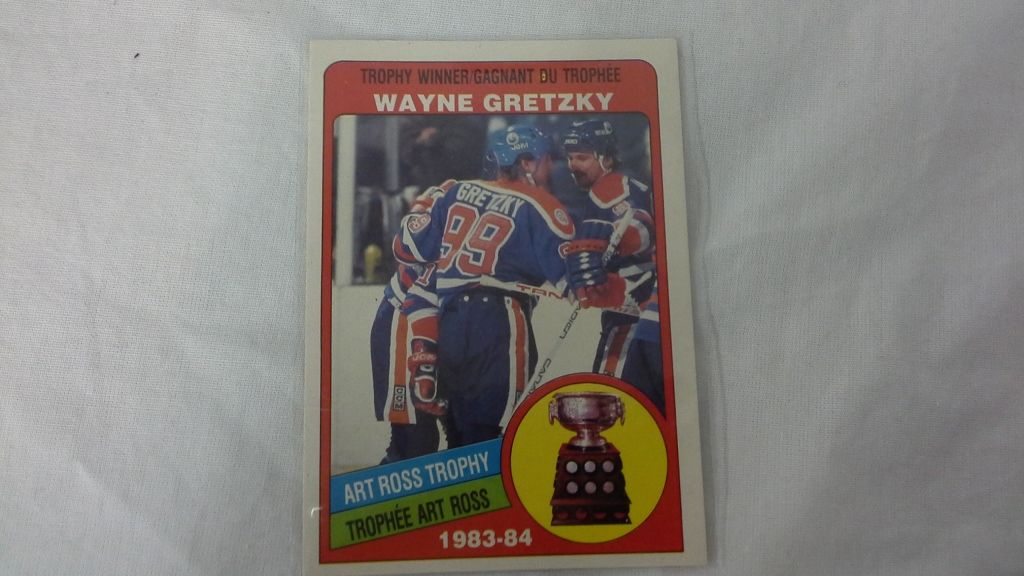 TROPHY WINNER/GAGNANT DU TROPHÉE
WAYNE GRETZKY
GRETZKY
99
ART ROSS TROPHY
TROPHÉE ART ROSS
1983-84